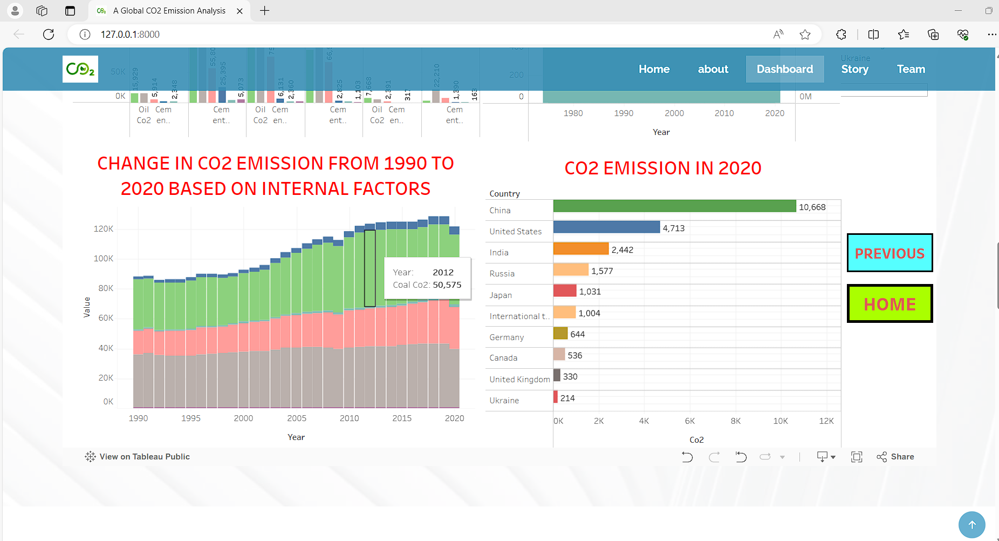 A Global CO2 Emission Analysis
127.0.0.1:8000
CO2
Home about Dashboard Story Team
Ukraine
50K
0K
15,929
5,914
2,348
25,395
5,073
6,131
2,360
2,825
1,103
7,668
2,391
317
22,210
1,390
163
Oil Cem Cem Oil Cem Cem Oil Cem Cem
Co2 en.. ent.. Co2 en.. ent.. Co2 en.. ent..
400
200
0
0M
1980 1990 2000 2010 2020
Year
CHANGE IN CO2 EMISSION FROM 1990 TO
2020 BASED ON INTERNAL FACTORS
120K
100K
80K
60K
40K
20K
0K
Value
Year: 2012
Coal Co2: 50,575
1990 1995 2000 2005 2010 2015 2020
Year
CO2 EMISSION IN 2020
Country
China 10,668
United States 4,713
India 2,442
Russia 1,577
Japan 1,031
International t.. 1,004
Germany 644
Canada 536
United Kingdom 330
Ukraine 214
0K 2K 4K 6K 8K 10K 12K
Co2
PREVIOUS
HOME
View on Tableau Public
Share